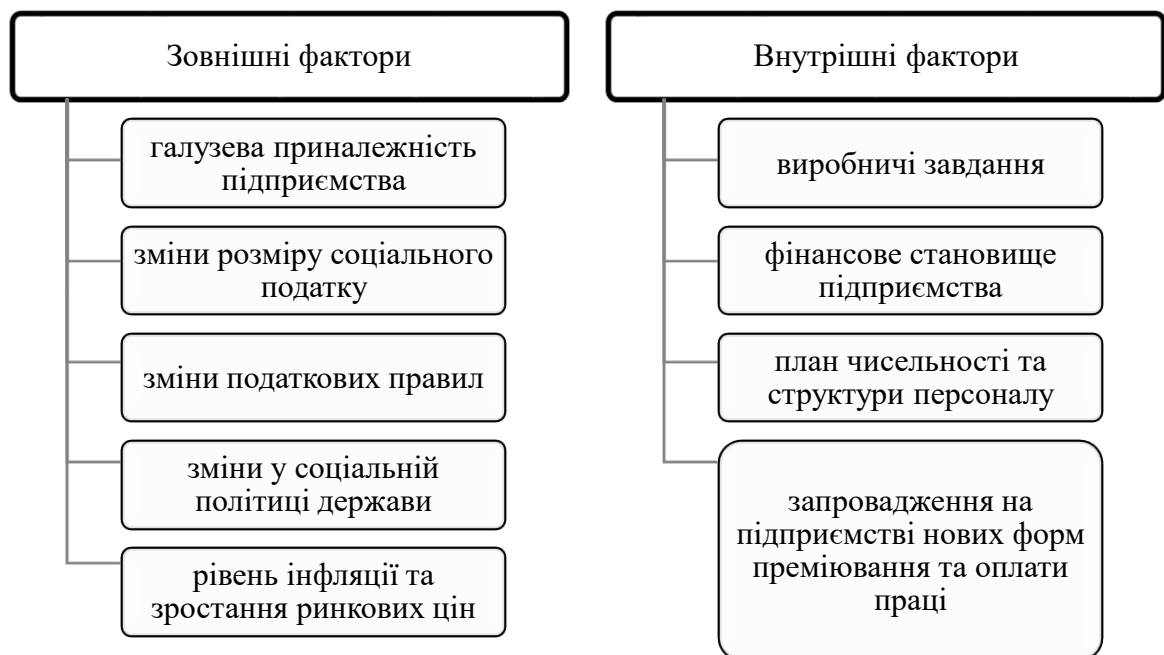 Зовнішні фактори
галузева приналежність
підприємства
зміни розміру соціального
податку
зміни податкових правил
зміни у соціальній
політиці держави
рівень інфляції та
зростання ринкових цін
Внутрішні фактори
виробничі завдання
фінансове становище
підприємства
план чисельності та
структури персоналу
запровадження на
підприємстві нових форм
преміювання та оплати
праці